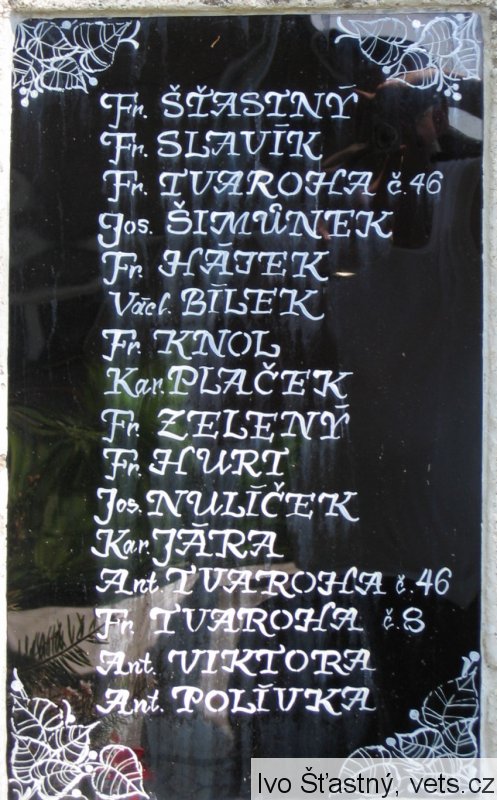 Fr. ŠŤASTNÝ
Fr. SLAVÍK
Fr. TVAROHA č.46
Jos. ŠIMŮNEK
Fr. HÁJEK
Václ. BÍLEK
Fr. KNOL
Kar. PLAČEK
Fr. ZELENÝ
Fr. HURT
Jos. NULÍČEK
Kar. JÁRA
Ant. TVAROHA č.46
Fr. TVAROHA č.8
Ant. VIKTORA
Ant. POLÍVKA
Ivo Šťastný, vets.cz